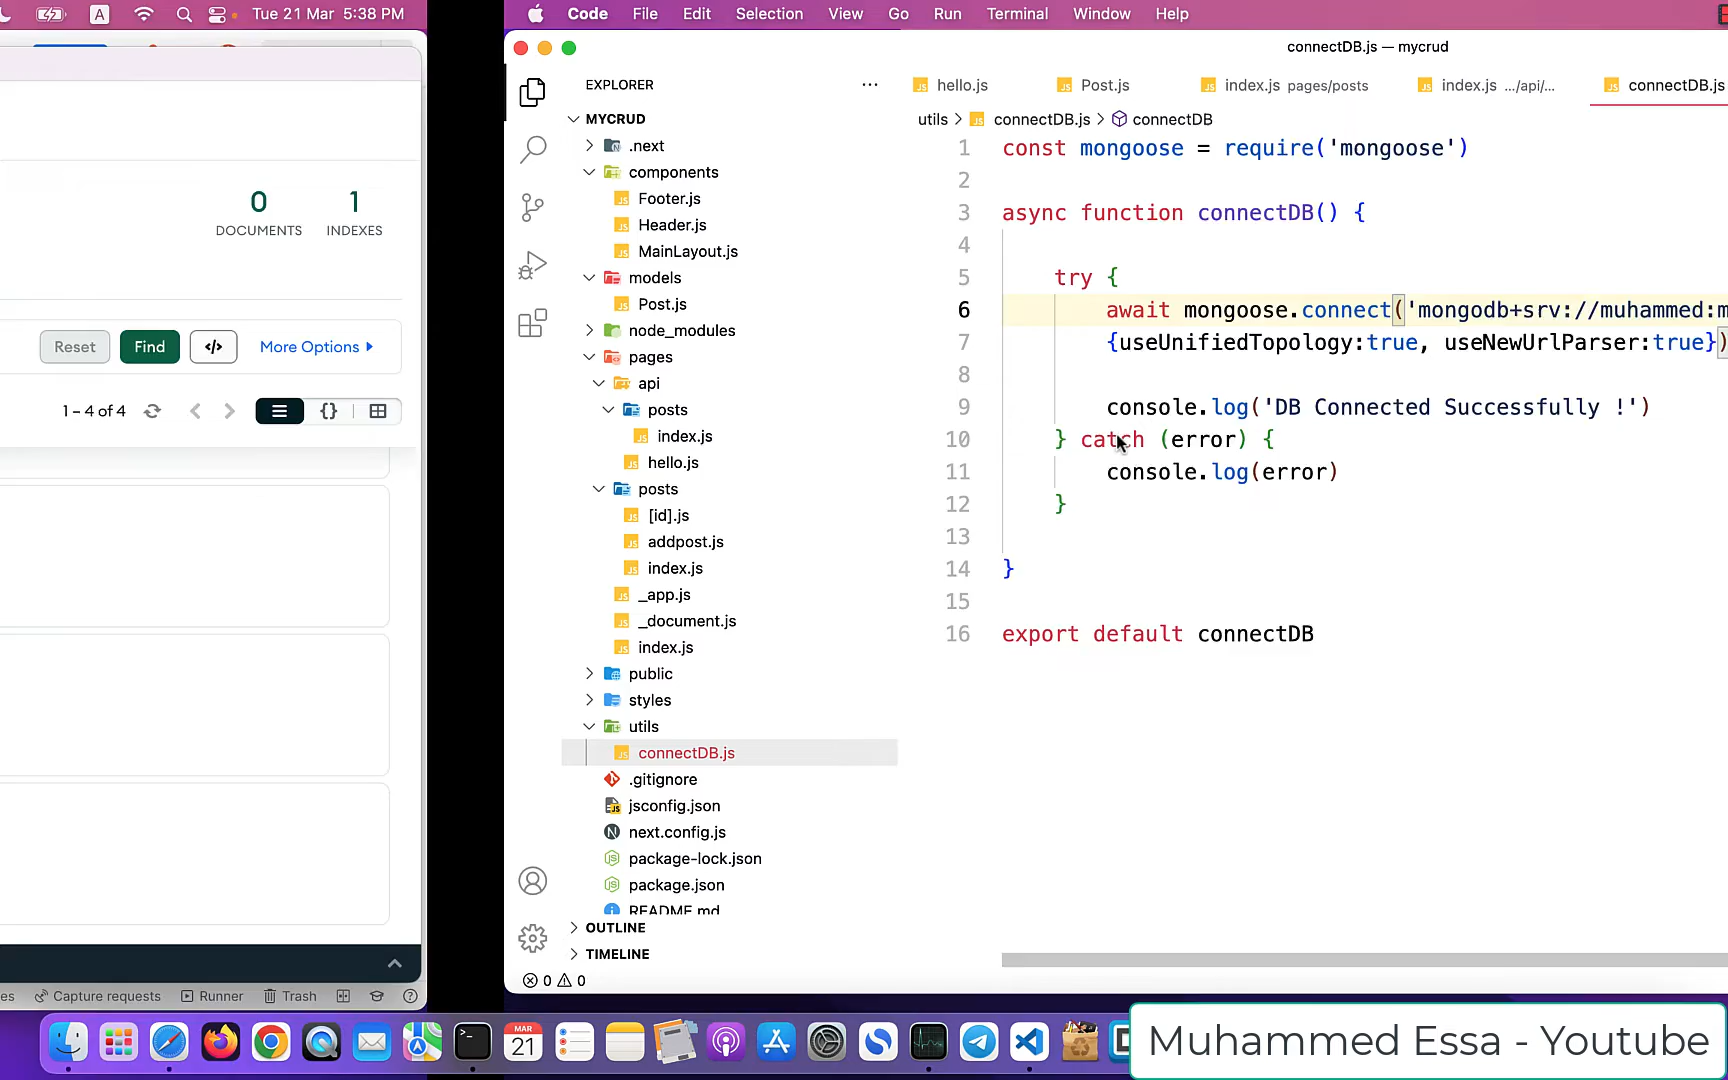 Tue 21 Mar 5:38 PM
0
DOCUMENTS
1
INDEXES
Reset
Find
</>
More Options
1 – 4 of 4
{}
es
Capture requests
Runner
Trash
Code File Edit Selection View Go Run Terminal Window Help
connectDB.js — mycrud
EXPLORER
MYCRUD
.next
components
Footer.js
Header.js
MainLayout.js
models
Post.js
node_modules
pages
api
posts
index.js
hello.js
posts
[id].js
addpost.js
index.js
_app.js
_document.js
index.js
public
styles
utils
connectDB.js
.gitignore
jsconfig.json
next.config.js
package-lock.json
package.json
README.md
OUTLINE
TIMELINE
0 0
hello.js Post.js index.js pages/posts index.js .../api/... connectDB.js
utils > connectDB.js > connectDB
1 const mongoose = require('mongoose')
2
3 async function connectDB() {
4
5 try {
6 await mongoose.connect('mongodb+srv://muhammed:m
7 {useUnifiedTopology:true, useNewUrlParser:true})
8
9 console.log('DB Connected Successfully !')
10 } catch (error) {
11 console.log(error)
12 }
13
14 }
15
16 export default connectDB
MAR
21
Muhammed Essa - Youtube